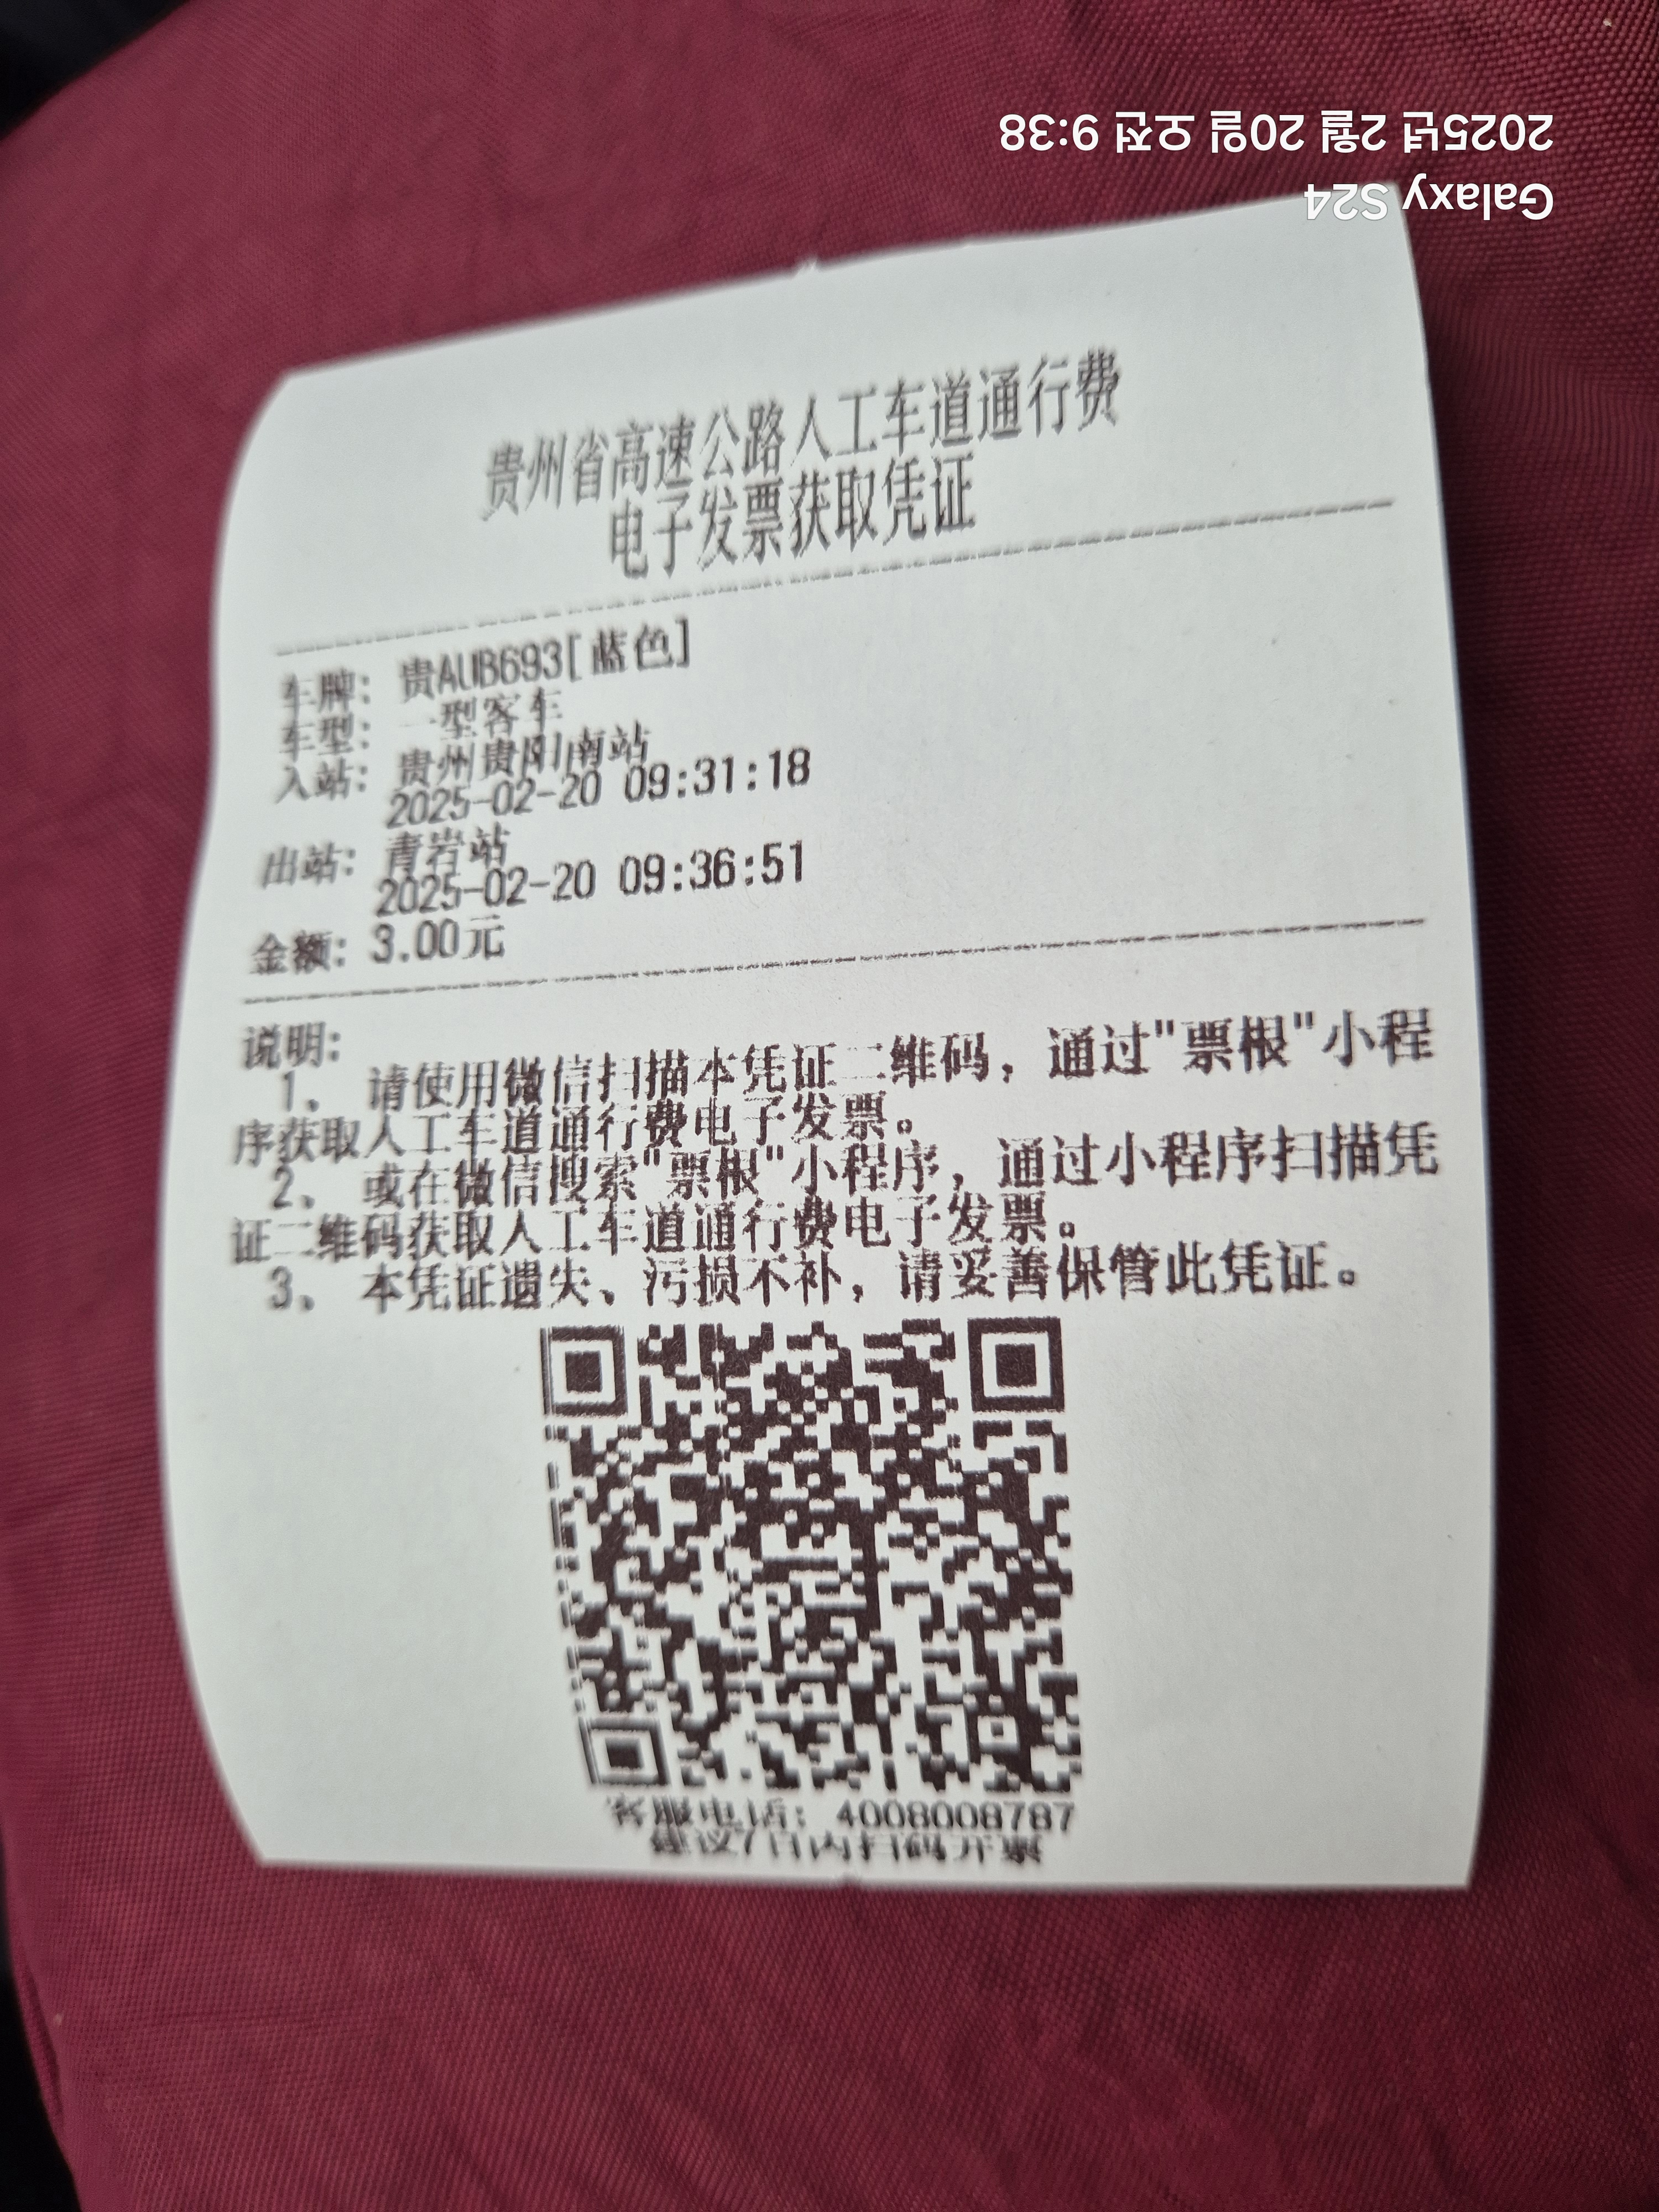 贵州省高速公路人工车道通行费
电子发票获取凭证
车牌: 贵AUB693[蓝色]
车型: 一型客车
入站: 贵州贵阳南站
2025-02-20 09:31:18
出站: 青岩站
2025-02-20 09:36:51
金额: 3.00元
说明:
1、 请使用微信扫描本凭证二维码，通过"票根"小程
序获取人工车道通行费电子发票。
2、 或在微信搜索"票根"小程序，通过小程序扫描凭
证二维码获取人工车道通行费电子发票。
3、 本凭证遗失、污损不补，请妥善保管此凭证。
客服电话: 4008008787
建议7日内扫码开票
Galaxy S24
2025년 2월 20일 오전 9:38